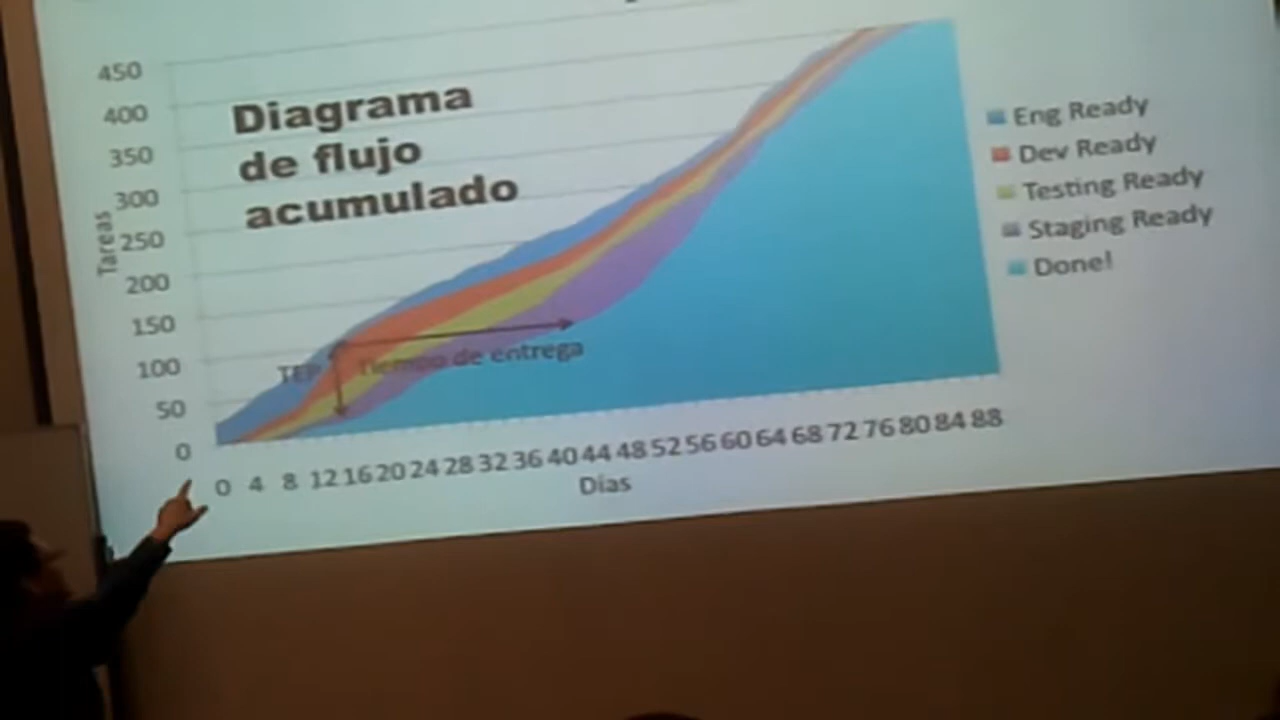 Diagrama
de flujo
acumulado
Tareas
450
400
350
300
250
200
150
100
50
0
TEP
Tiempo de entrega
0 4 8 12 16 20 24 28 32 36 40 44 48 52 56 60 64 68 72 76 80 84 88
Días
Eng Ready
Dev Ready
Testing Ready
Staging Ready
Done!